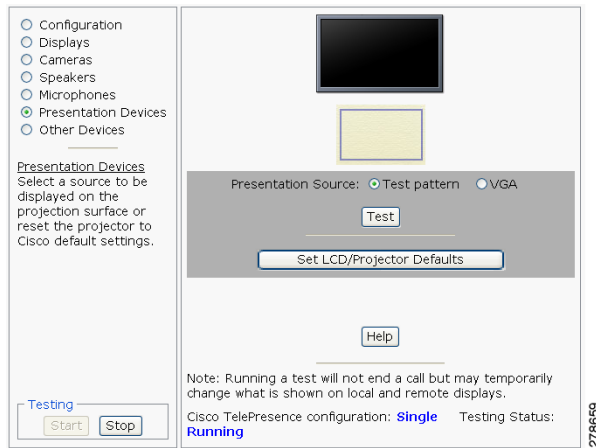 Configuration
Displays
Cameras
Speakers
Microphones
Presentation Devices
Other Devices
Presentation Devices
Select a source to be
displayed on the
projection surface or
reset the projector to
Cisco default settings.
Testing
Start Stop
Presentation Source: Test pattern VGA
Test
Set LCD/Projector Defaults
Help
Note: Running a test will not end a call but may temporarily
change what is shown on local and remote displays.
Cisco TelePresence configuration: Single Testing Status:
Running
278659